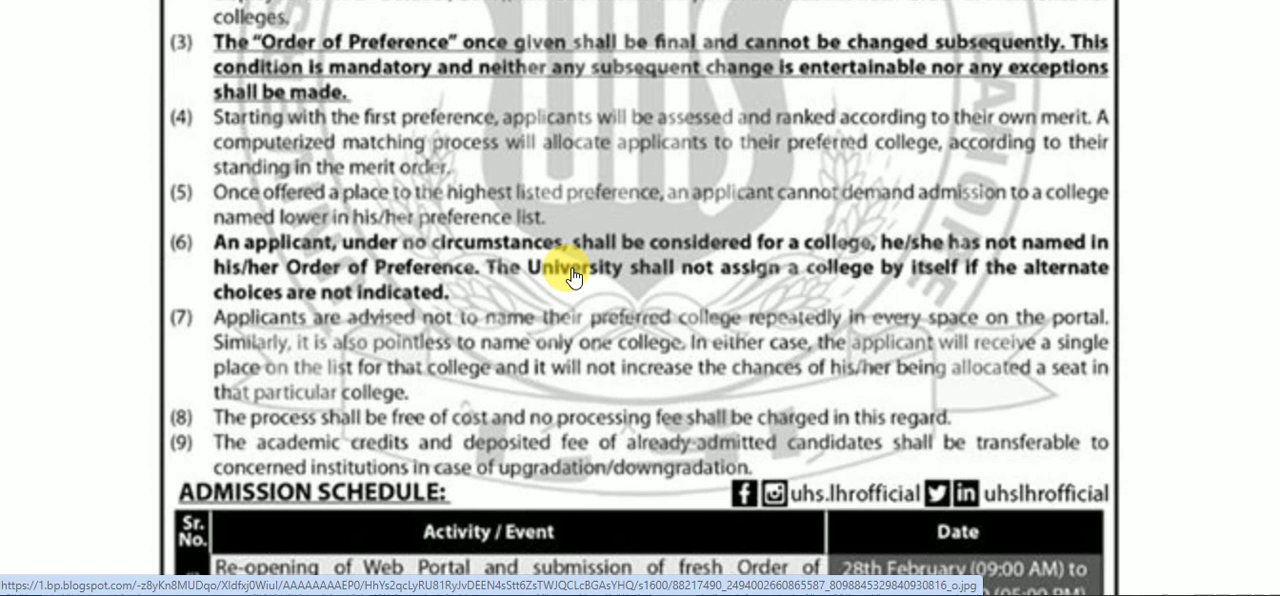 colleges.
(3) The “Order of Preference” once given shall be final and cannot be changed subsequently. This
condition is mandatory and neither any subsequent change is entertainable nor any exceptions
shall be made.
(4) Starting with the first preference, applicants will be assessed and ranked according to their own merit. A
computerized matching process will allocate applicants to their preferred college, according to their
standing in the merit order.
(5) Once offered a place to the highest listed preference, an applicant cannot demand admission to a college
named lower in his/her preference list.
(6) An applicant, under no circumstances, shall be considered for a college, he/she has not named in
his/her Order of Preference. The University shall not assign a college by itself if the alternate
choices are not indicated.
(7) Applicants are advised not to name their preferred college repeatedly in every space on the portal.
Similarly, it is also pointless to name only one college. In either case, the applicant will receive a single
place on the list for that college and it will not increase the chances of his/her being allocated a seat in
that particular college.
(8) The process shall be free of cost and no processing fee shall be charged in this regard.
(9) The academic credits and deposited fee of already-admitted candidates shall be transferable to
concerned institutions in case of upgradation/downgradation.
ADMISSION SCHEDULE: uhs.lhrofficial uhslhrofficial
Sr. No. Activity / Event Date
Re-opening of Web Portal and submission of fresh Order of 28th February (09:00 AM) to
(05:00 PM)